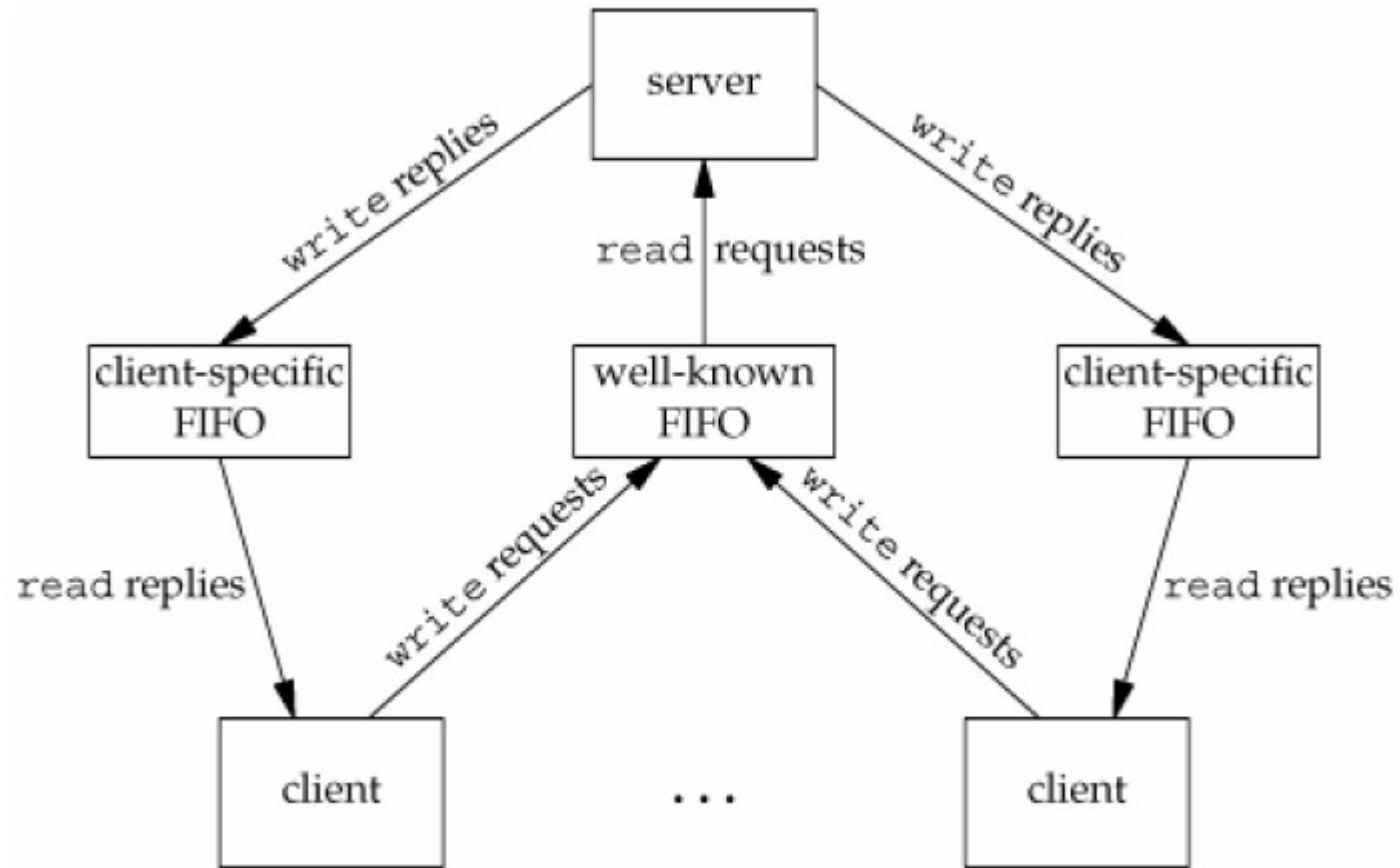 server
write replies
write replies
read requests
client-specific
FIFO
well-known
FIFO
client-specific
FIFO
write requests
write requests
read replies
read replies
client
...
client